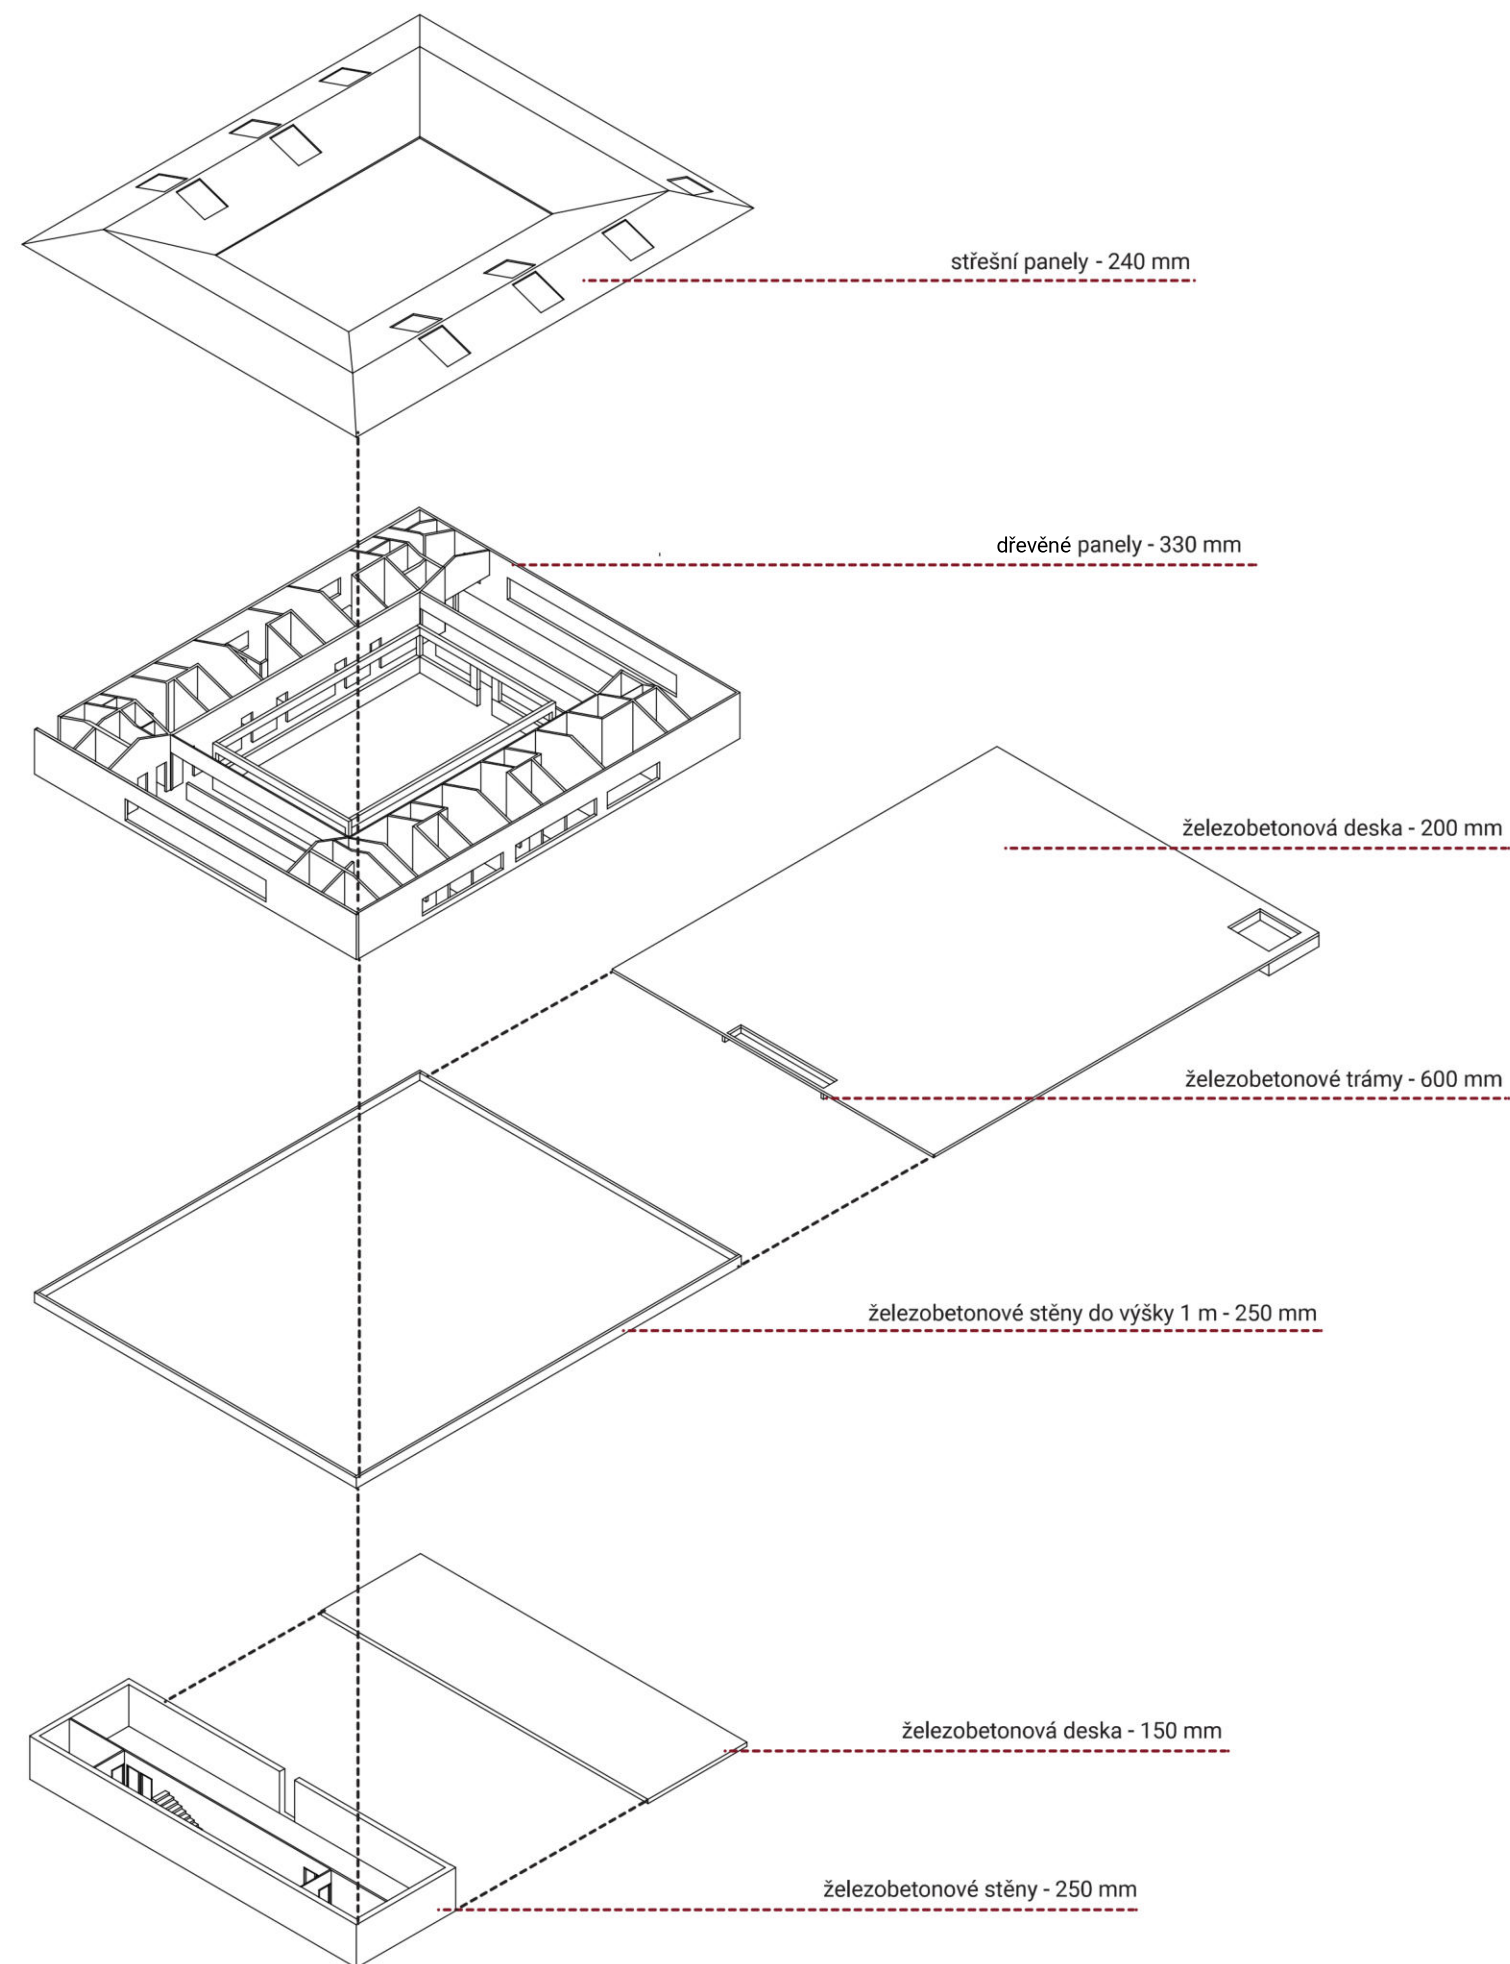 střešní panely - 240 mm
dřevěné panely - 330 mm
železobetonová deska - 200 mm
železobetonové trámy - 600 mm
železobetonové stěny do výšky 1 m - 250 mm
železobetonová deska - 150 mm
železobetonové stěny - 250 mm